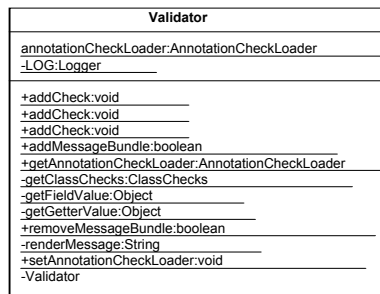 Validator
annotationCheckLoader:AnnotationCheckLoader
-LOG:Logger
+addCheck:void
+addCheck:void
+addCheck:void
+addMessageBundle:boolean
+getAnnotationCheckLoader:AnnotationCheckLoader
-getClassChecks:ClassChecks
-getFieldValue:Object
-getGetterValue:Object
+removeMessageBundle:boolean
-renderMessage:String
+setAnnotationCheckLoader:void
-Validator